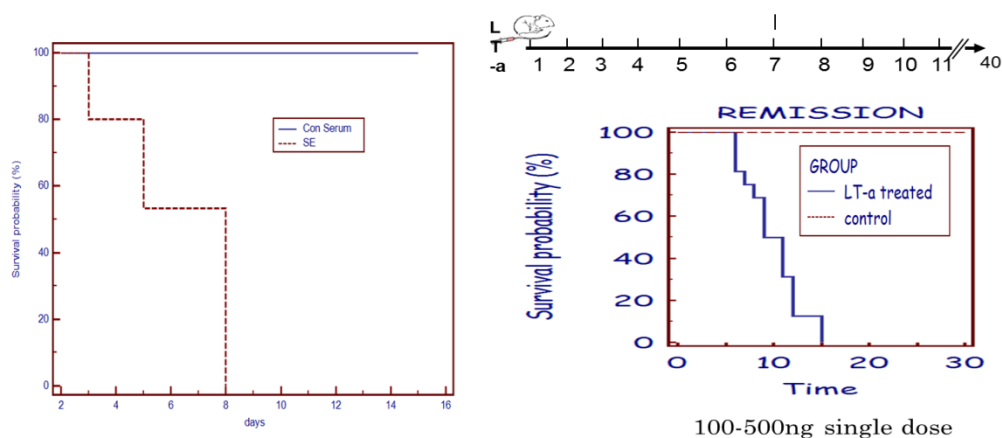 100
80
60
40
20
0
Survival probability (%)
Con Serum
SE
2 4 6 8 10 12 14 16
days
L
T
-a
1 2 3 4 5 6 7 8 9 10 11 40
REMISSION
100
80
60
40
20
0
Survival probability (%)
GROUP
LT-a treated
control
0 10 20 30
Time
100-500ng single dose